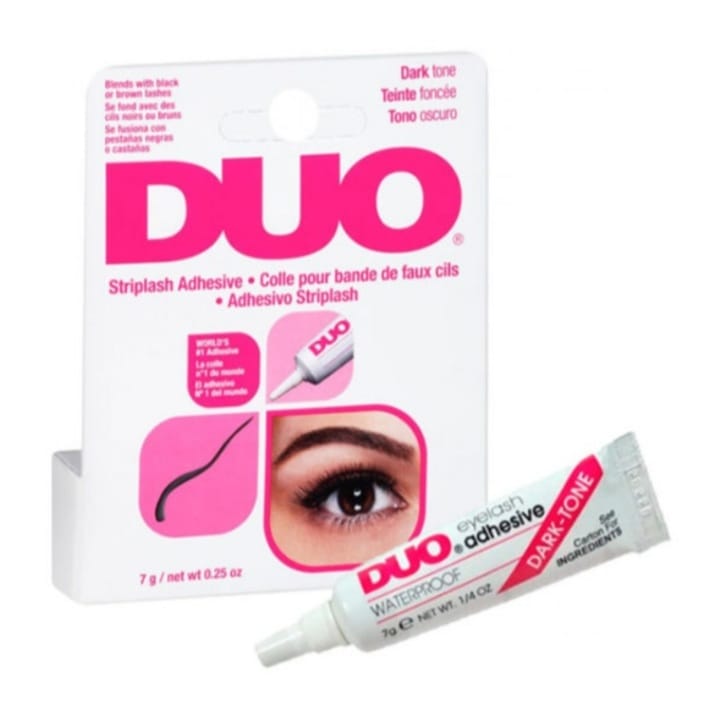 Blends with black
or brown lashes
Se fond avec des
cils noirs ou bruns
Se fusiona con
pestañas negras
o castañas
Dark tone
Teinte foncée
Tono oscuro
DUO®
Striplash Adhesive • Colle pour bande de faux cils
• Adhesivo Striplash
WORLD'S
#1 Adhesive
La colle
n°1 de monde
El adhesivo
N° 1 del mundo
DUO
7 g / net wt 0.25 oz
DUO® eyelash
adhesive
WATERPROOF
7g e NET WT. 1/4 OZ
DARK-TONE
See
Carton For
INGREDIENTS